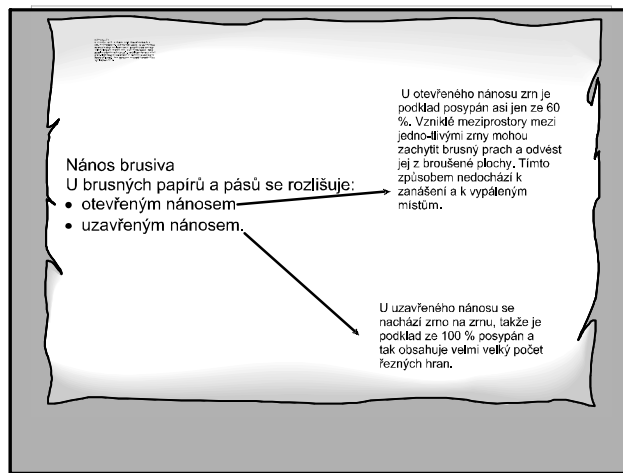 Nános brusiva
U brusných papírů a pásů se rozlišuje:
• otevřeným nánosem
• uzavřeným nánosem.
U otevřeného nánosu zrn je
podklad posypán asi jen ze 60
%. Vzniklé meziprostory mezi
jedno-tlivými zrny mohou
zachytit brusný prach a odvést
jej z broušené plochy. Tímto
způsobem nedochází k
zanášení a k vypáleným
místům.
U uzavřeného nánosu se
nachází zrno na zrnu, takže je
podklad ze 100 % posypán a
tak obsahuje velmi velký počet
řezných hran.